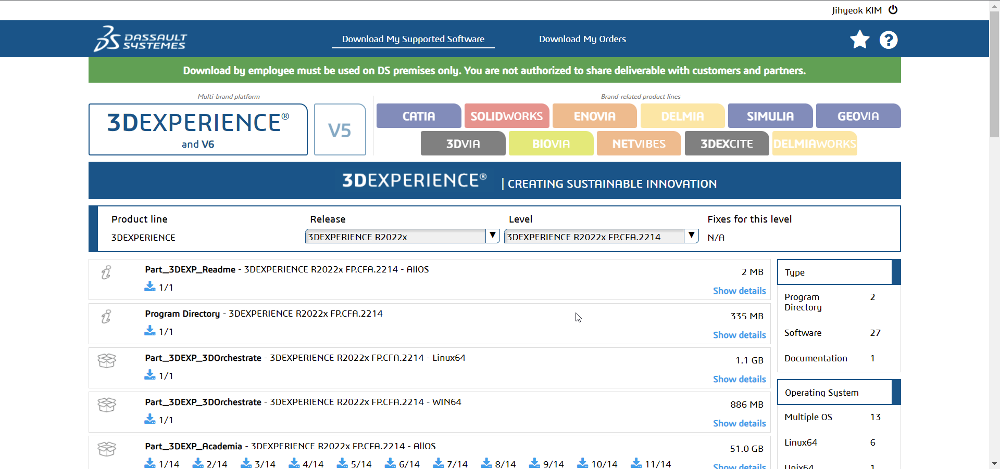 Jihyeok KIM
DASSAULT SYSTEMES
Download My Supported Software
Download My Orders
Download by employee must be used on DS premises only. You are not authorized to share deliverable with customers and partners.
Multi-brand platform
Brand-related product lines
3DEXPERIENCE®
and V6
V5
CATIA
SOLIDWORKS
ENOVIA
DELMIA
SIMULIA
GEOVIA
3DVIA
BIOVIA
NETVIBES
3DEXCITE
DELMIAWORKS
3DEXPERIENCE® | CREATING SUSTAINABLE INNOVATION
Product line
Release
Level
Fixes for this level
3DEXPERIENCE
3DEXPERIENCE R2022x
3DEXPERIENCE R2022x FP.CFA.2214
N/A
Part_3DEXP_Readme - 3DEXPERIENCE R2022x FP.CFA.2214 - AllOS
2 MB
1/1
Show details
Program Directory - 3DEXPERIENCE R2022x FP.CFA.2214
335 MB
1/1
Show details
Part_3DEXP_3DOrchestrate - 3DEXPERIENCE R2022x FP.CFA.2214 - Linux64
1.1 GB
1/1
Show details
Part_3DEXP_3DOrchestrate - 3DEXPERIENCE R2022x FP.CFA.2214 - WIN64
886 MB
1/1
Show details
Part_3DEXP_Academia - 3DEXPERIENCE R2022x FP.CFA.2214 - AllOS
51.0 GB
1/14 2/14 3/14 4/14 5/14 6/14 7/14 8/14 9/14 10/14 11/14
Show details
Type
Program Directory 2
Software 27
Documentation 1
Operating System
Multiple OS 13
Linux64 6
Unix64 1